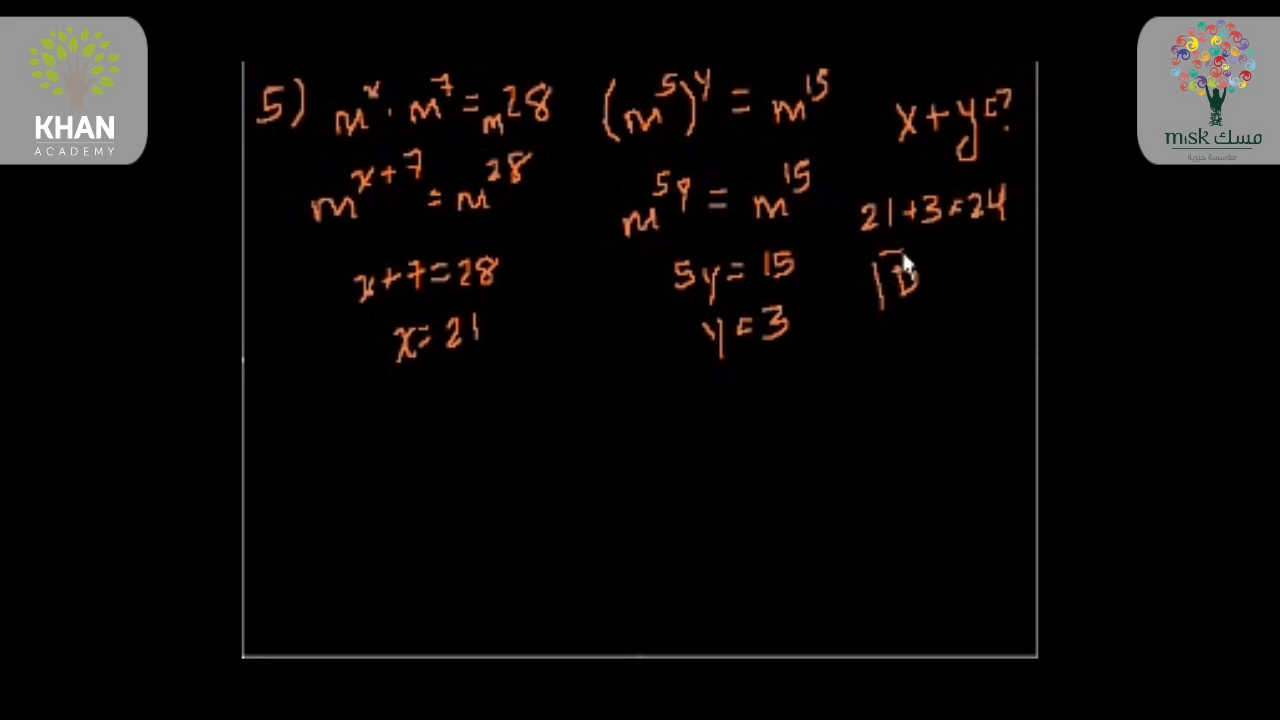 KHAN
ACADEMY
mısk مسك
مؤسسة خيرية
5) m^x · m^7 = m^28 (m^5)^y = m^15 x + y = ?
m^x+7 = m^28 m^5y = m^15 21 + 3 = 24
x + 7 = 28 5y = 15 D
x = 21 y = 3